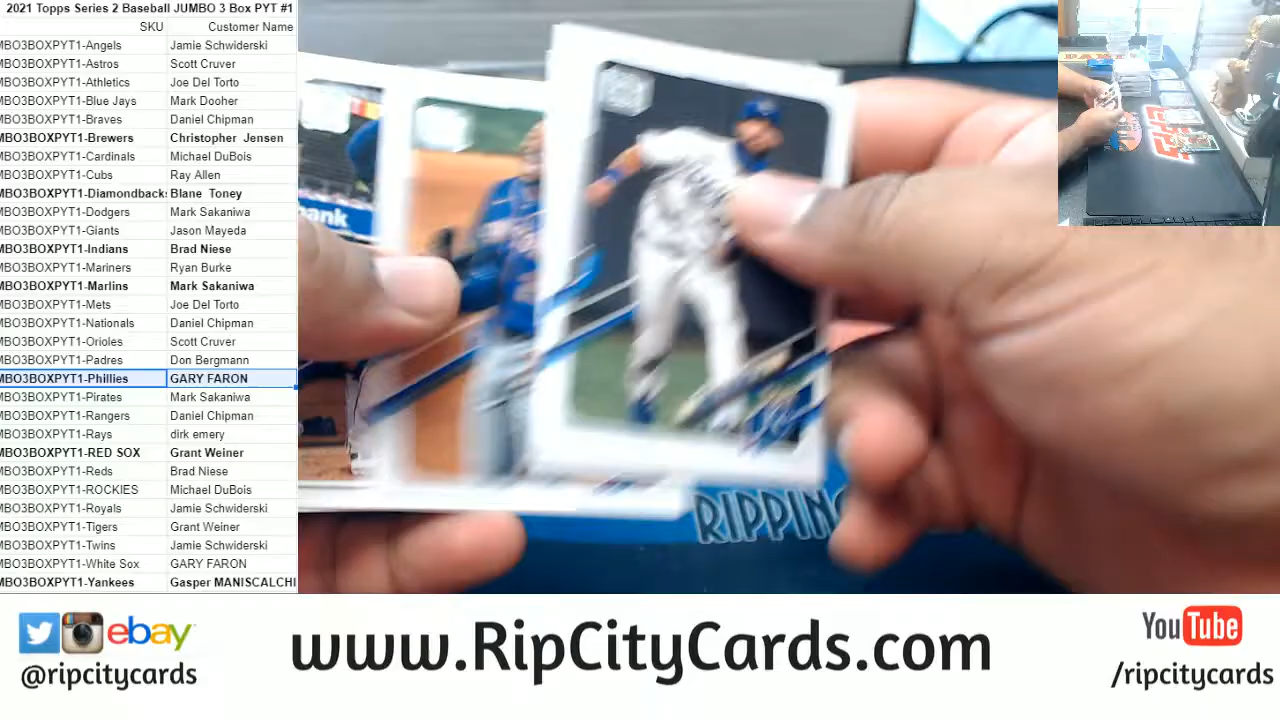 2021 Topps Series 2 Baseball JUMBO 3 Box PYT #1
SKU Customer Name
MBO3BOXPYT1-Angels Jamie Schwiderski
MBO3BOXPYT1-Astros Scott Cruver
MBO3BOXPYT1-Athletics Joe Del Torto
MBO3BOXPYT1-Blue Jays Mark Dooher
MBO3BOXPYT1-Braves Daniel Chipman
MBO3BOXPYT1-Brewers Christopher Jensen
MBO3BOXPYT1-Cardinals Michael DuBois
MBO3BOXPYT1-Cubs Ray Allen
MBO3BOXPYT1-Diamondbacks Blane Toney
MBO3BOXPYT1-Dodgers Mark Sakaniwa
MBO3BOXPYT1-Giants Jason Mayeda
MBO3BOXPYT1-Indians Brad Niese
MBO3BOXPYT1-Mariners Ryan Burke
MBO3BOXPYT1-Marlins Mark Sakaniwa
MBO3BOXPYT1-Mets Joe Del Torto
MBO3BOXPYT1-Nationals Daniel Chipman
MBO3BOXPYT1-Orioles Scott Cruver
MBO3BOXPYT1-Padres Don Bergmann
MBO3BOXPYT1-Phillies GARY FARON
MBO3BOXPYT1-Pirates Mark Sakaniwa
MBO3BOXPYT1-Rangers Daniel Chipman
MBO3BOXPYT1-Rays dirk emery
MBO3BOXPYT1-RED SOX Grant Weiner
MBO3BOXPYT1-Reds Brad Niese
MBO3BOXPYT1-ROCKIES Michael DuBois
MBO3BOXPYT1-Royals Jamie Schwiderski
MBO3BOXPYT1-Tigers Grant Weiner
MBO3BOXPYT1-Twins Jamie Schwiderski
MBO3BOXPYT1-White Sox GARY FARON
MBO3BOXPYT1-Yankees Gasper MANISCALCHI
RIPPIN
ebay
@ripcitycards
www.RipCityCards.com
YouTube
/ripcitycards